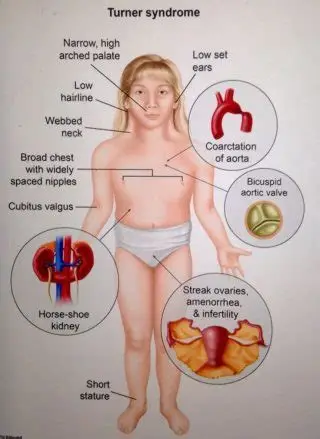 Turner syndrome
Narrow, high
arched palate
Low set
ears
Low
hairline
Webbed
neck
Coarctation
of aorta
Broad chest
with widely
spaced nipples
Bicuspid
aortic valve
Cubitus valgus
Horse-shoe
kidney
Streak ovaries,
amenorrhea,
& infertility
Short
stature